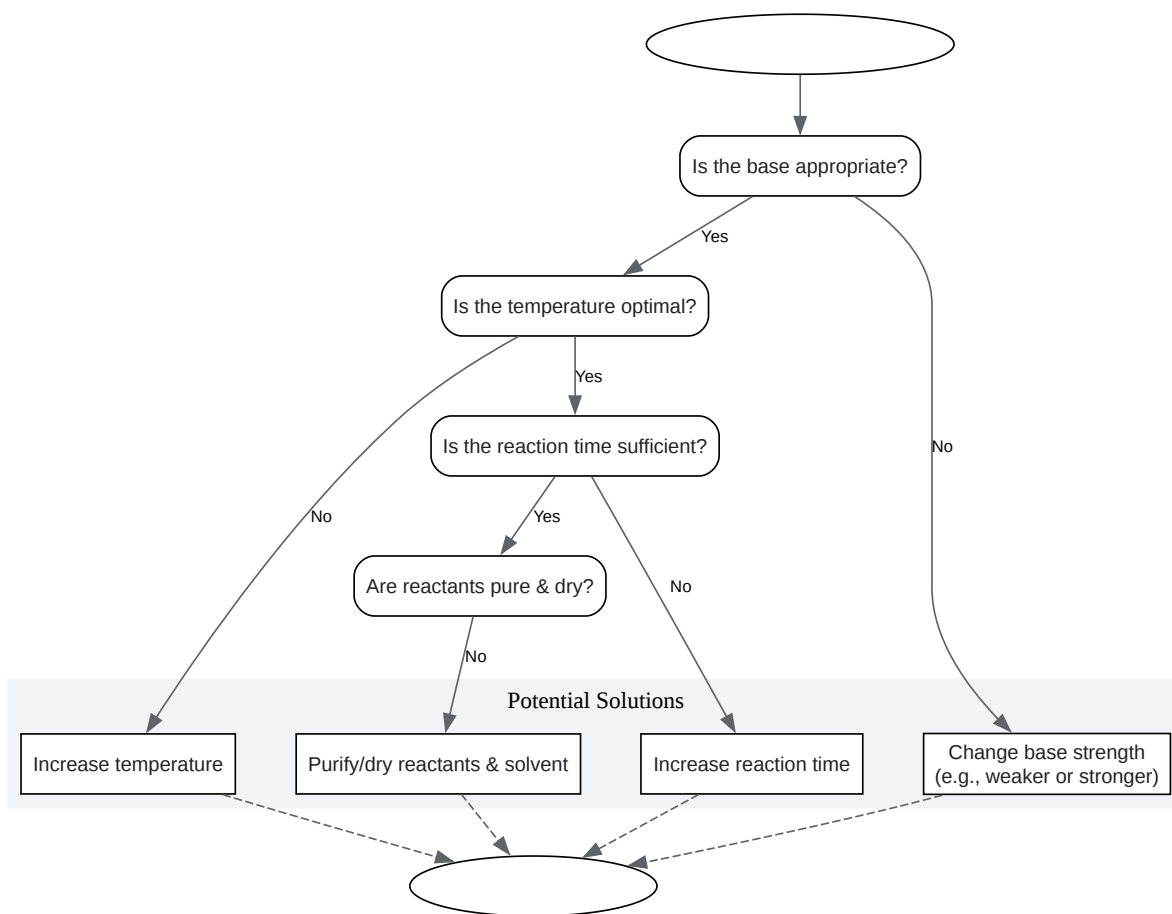 Is the base appropriate?
Yes
Is the temperature optimal?
Yes
No
Is the reaction time sufficient?
No
Yes
Are reactants pure & dry?
No
No
Potential Solutions
Increase temperature
Purify/dry reactants & solvent
Increase reaction time
Change base strength
(e.g., weaker or stronger)